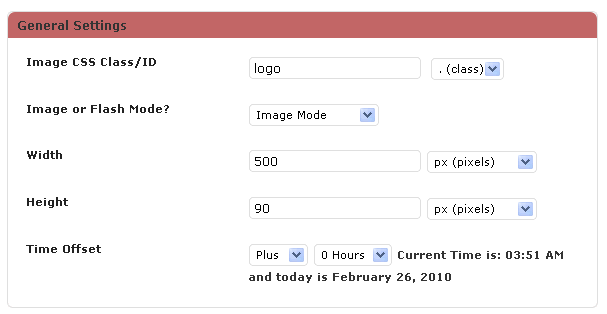 General Settings
Image CSS Class/ID logo . (class)
Image or Flash Mode? Image Mode
Width 500 px (pixels)
Height 90 px (pixels)
Time Offset Plus 0 Hours Current Time is: 03:51 AM
and today is February 26, 2010